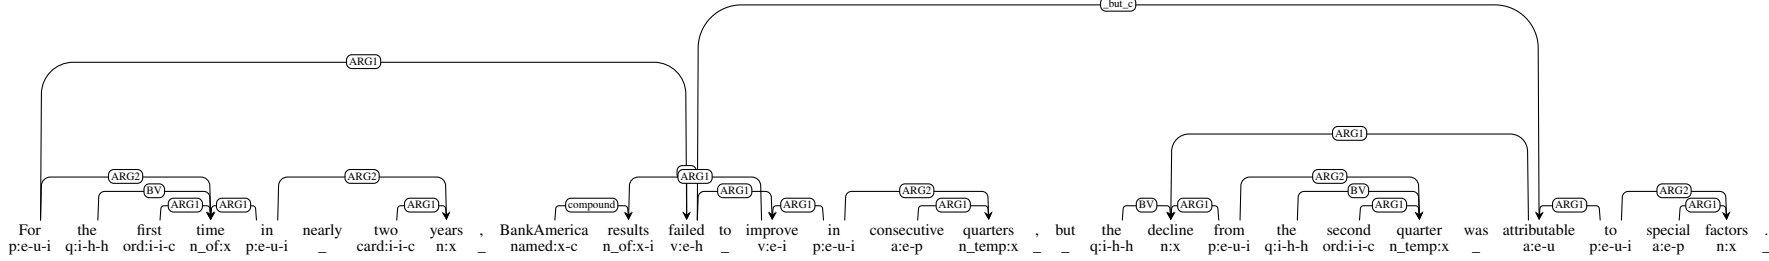 _but_c
ARG1
ARG1
ARG2 ARG2 ARG1 ARG2 ARG2 ARG2
BV ARG1 BV
ARG1 ARG1 ARG1 compound ARG1 ARG1 BV ARG1 ARG1 ARG1 ARG1
For the first time in nearly two years , BankAmerica results failed to improve in consecutive quarters , but the decline from the second quarter was attributable to special factors .
p:e-u-i q:i-h-h ord:i-i-c n_of:x p:e-u-i _ card:i-i-c n:x _ named:x-c n_of:x-i v:e-h _ v:e-i p:e-u-i a:e-p n_temp:x _ _ q:i-h-h n:x p:e-u-i q:i-h-h ord:i-i-c n_temp:x _ a:e-u p:e-u-i a:e-p n:x _